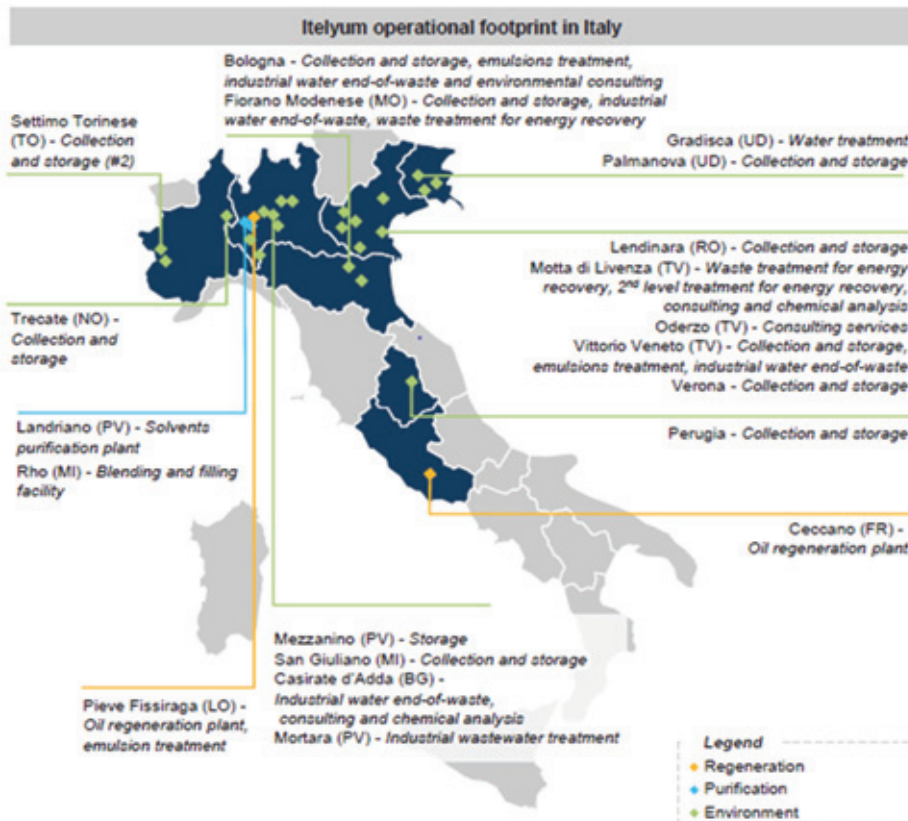 Itelyum operational footprint in Italy
Bologna - Collection and storage, emulsions treatment,
industrial water end-of-waste and environmental consulting
Fiorano Modenese (MO) - Collection and storage, industrial
water end-of-waste, waste treatment for energy recovery
Settimo Torinese
(TO) - Collection
and storage (#2)
Gradisca (UD) - Water treatment
Palmanova (UD) - Collection and storage
Lendinara (RO) - Collection and storage
Motta di Livenza (TV) - Waste treatment for energy
recovery, 2nd level treatment for energy recovery,
consulting and chemical analysis
Oderzo (TV) - Consulting services
Vittorio Veneto (TV) - Collection and storage,
emulsions treatment, industrial water end-of-waste
Verona - Collection and storage
Trecate (NO) -
Collection and
storage
Landriano (PV) - Solvents
purification plant
Rho (MI) - Blending and filling
facility
Perugia - Collection and storage
Ceccano (FR) -
Oil regeneration plant
Mezzanino (PV) - Storage
San Giuliano (MI) - Collection and storage
Casirate d'Adda (BG) -
Industrial water end-of-waste,
consulting and chemical analysis
Mortara (PV) - Industrial wastewater treatment
Pieve Fissiraga (LO) -
Oil regeneration plant,
emulsion treatment
Legend
Regeneration
Purification
Environment